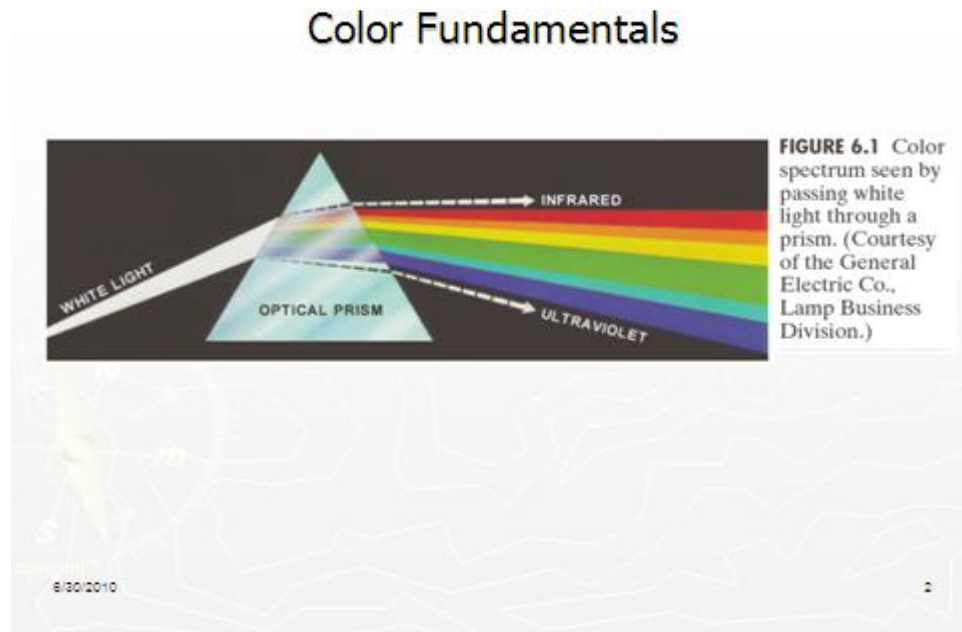 Color Fundamentals
FIGURE 6.1 Color
spectrum seen by
passing white
light through a
prism. (Courtesy
of the General
Electric Co.,
Lamp Business
Division.)
INFRARED
WHITE LIGHT
OPTICAL PRISM
ULTRAVIOLET
m
S
6/30/2010
2